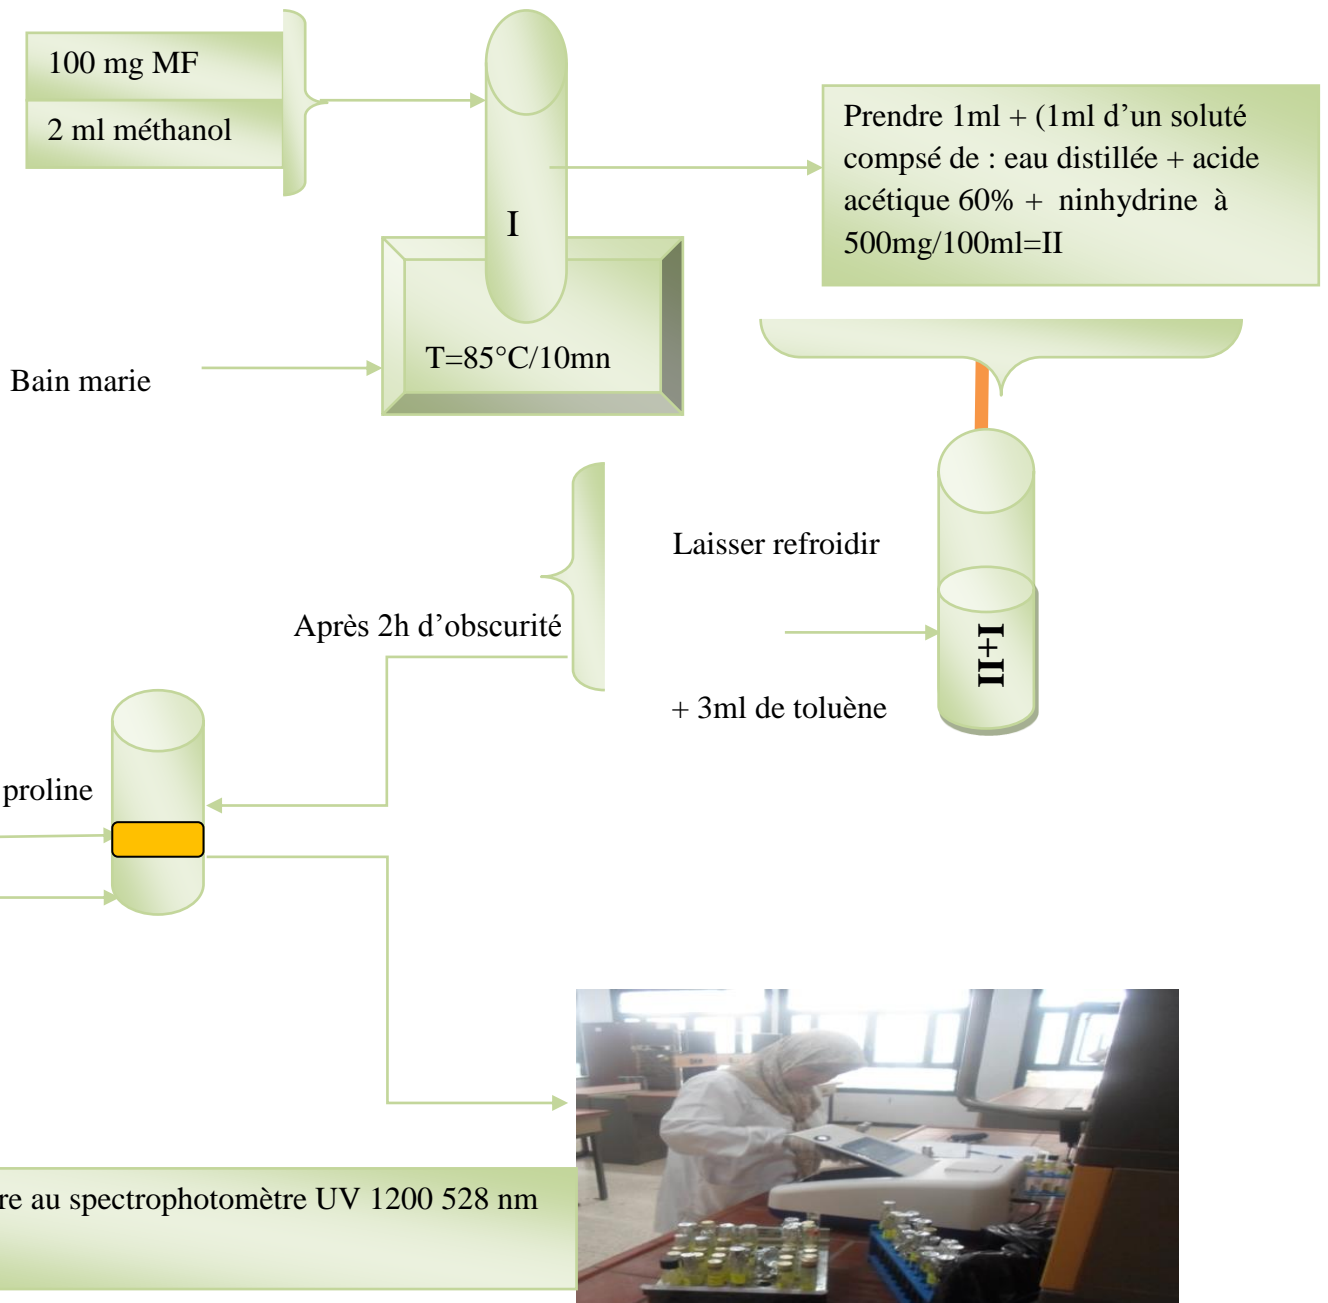 100 mg MF
2 ml méthanol
I
Prendre 1ml + (1ml d’un soluté
compsé de : eau distillée + acide
acétique 60% + ninhydrine à
500mg/100ml=II
T=85°C/10mn
Bain marie
Laisser refroidir
I+II
Après 2h d’obscurité
+ 3ml de toluène
proline
re au spectrophotomètre UV 1200 528 nm